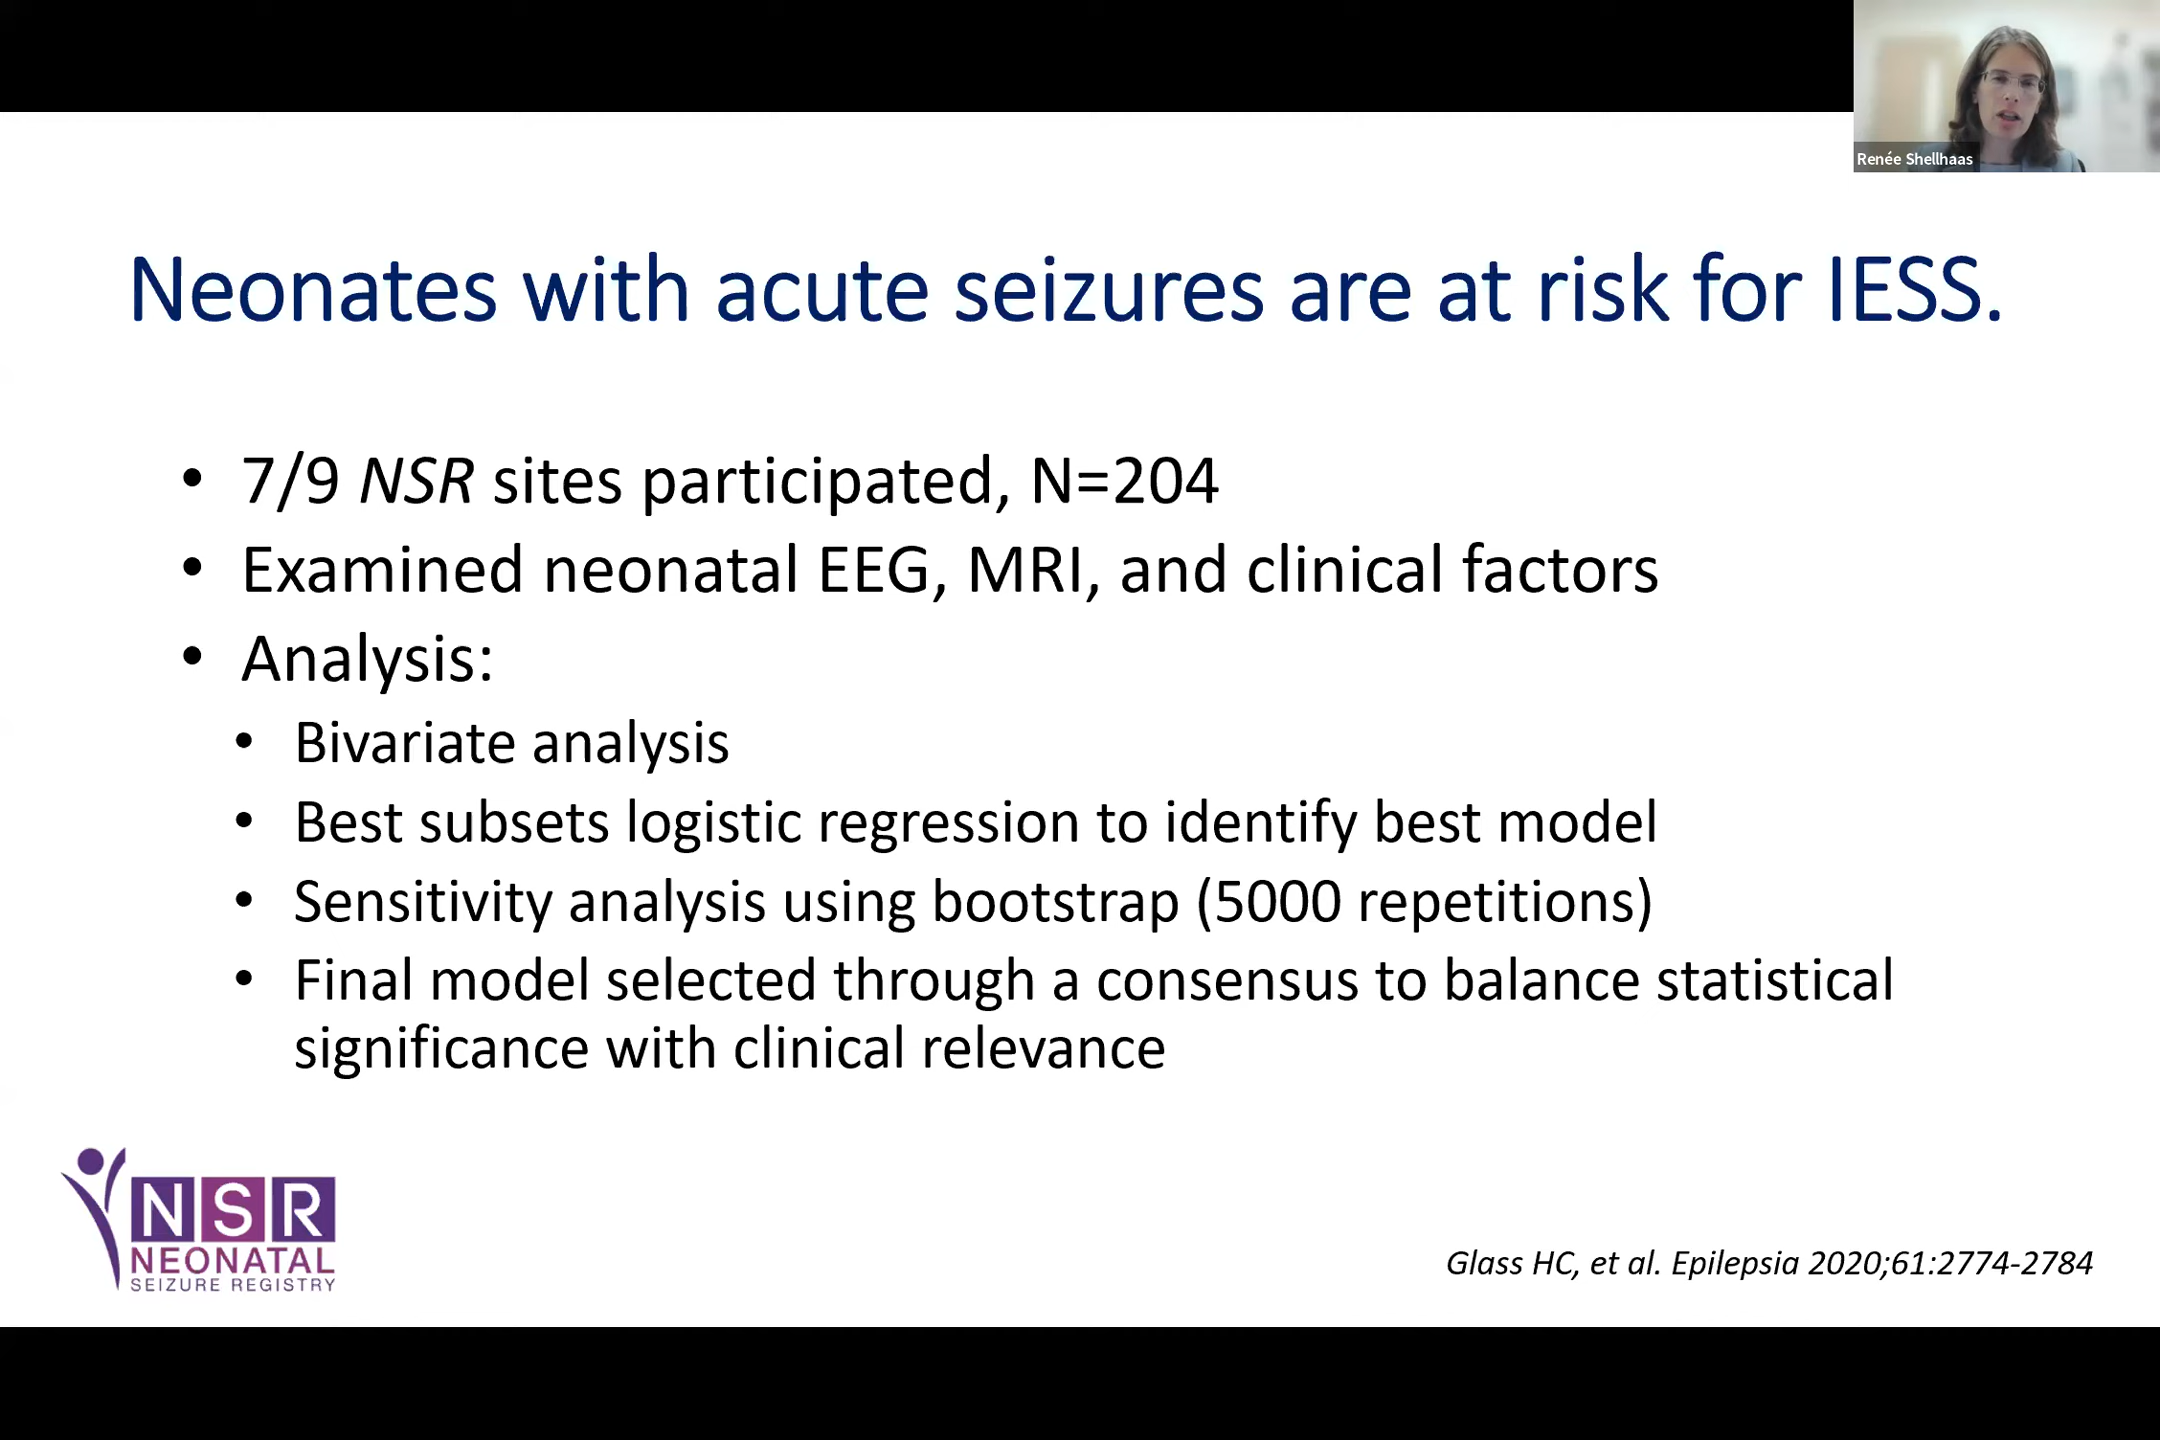 Renée Shellhaas
Neonates with acute seizures are at risk for IESS.
• 7/9 NSR sites participated, N=204
• Examined neonatal EEG, MRI, and clinical factors
• Analysis:
• Bivariate analysis
• Best subsets logistic regression to identify best model
• Sensitivity analysis using bootstrap (5000 repetitions)
• Final model selected through a consensus to balance statistical
significance with clinical relevance
NSR
NEONATAL
SEIZURE REGISTRY
Glass HC, et al. Epilepsia 2020;61:2774-2784